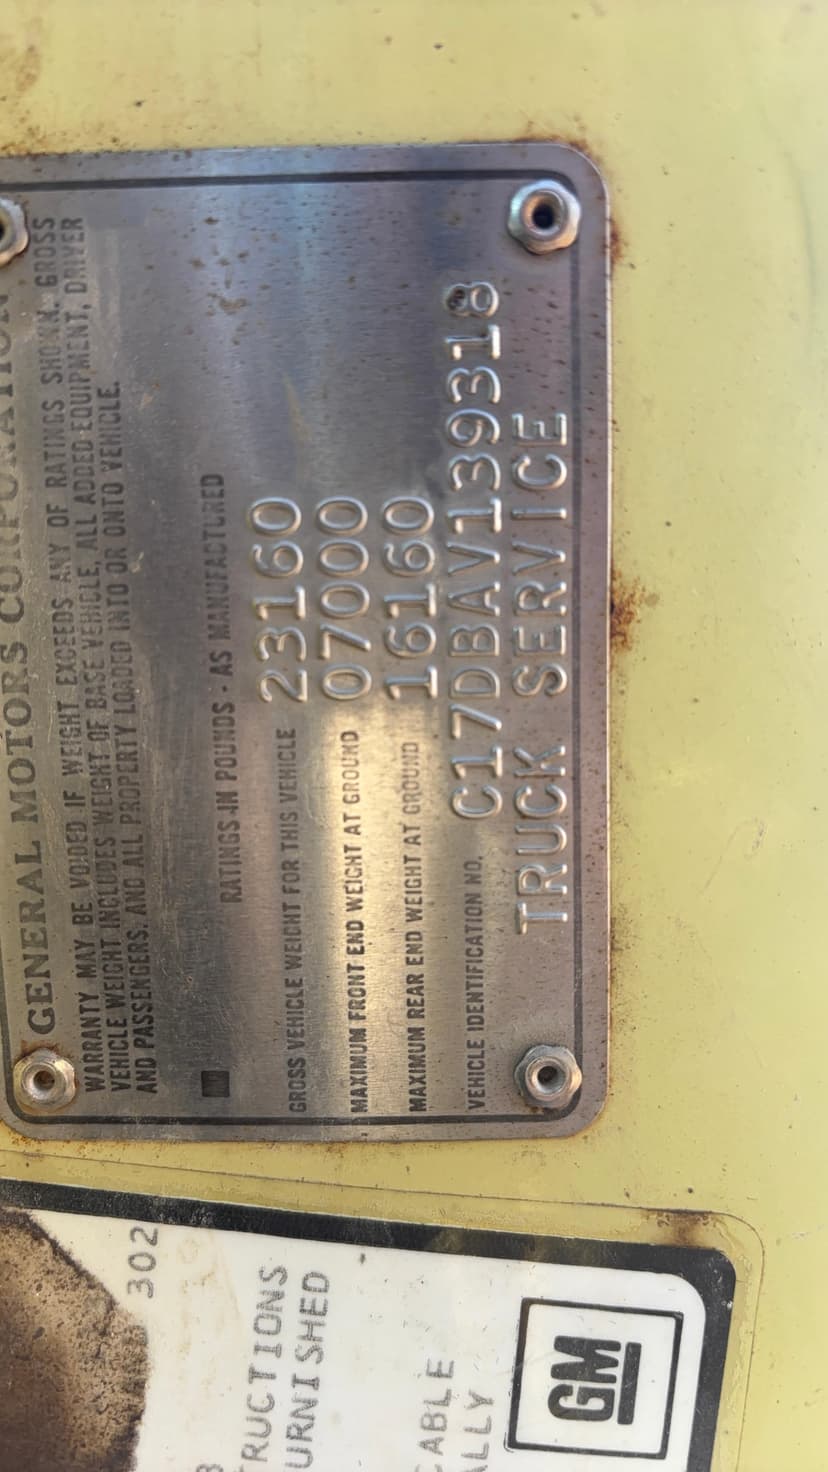 GENERAL MOTORS CORPORATION
WARRANTY MAY BE VOIDED IF WEIGHT EXCEEDS ANY OF RATINGS SHOWN. GROSS
VEHICLE WEIGHT INCLUDES WEIGHT OF BASE VEHICLE, ALL ADDED EQUIPMENT, DRIVER
AND PASSENGERS, AND ALL PROPERTY LOADED INTO OR ONTO VEHICLE.
RATINGS IN POUNDS - AS MANUFACTURED
GROSS VEHICLE WEIGHT FOR THIS VEHICLE 23160
MAXIMUM FRONT END WEIGHT AT GROUND 07000
MAXIMUM REAR END WEIGHT AT GROUND 16160
VEHICLE IDENTIFICATION NO. C17DBAV139318
TRUCK SERVICE
302
RUCTIONS
URNISHED
CABLE
ALLY
GM